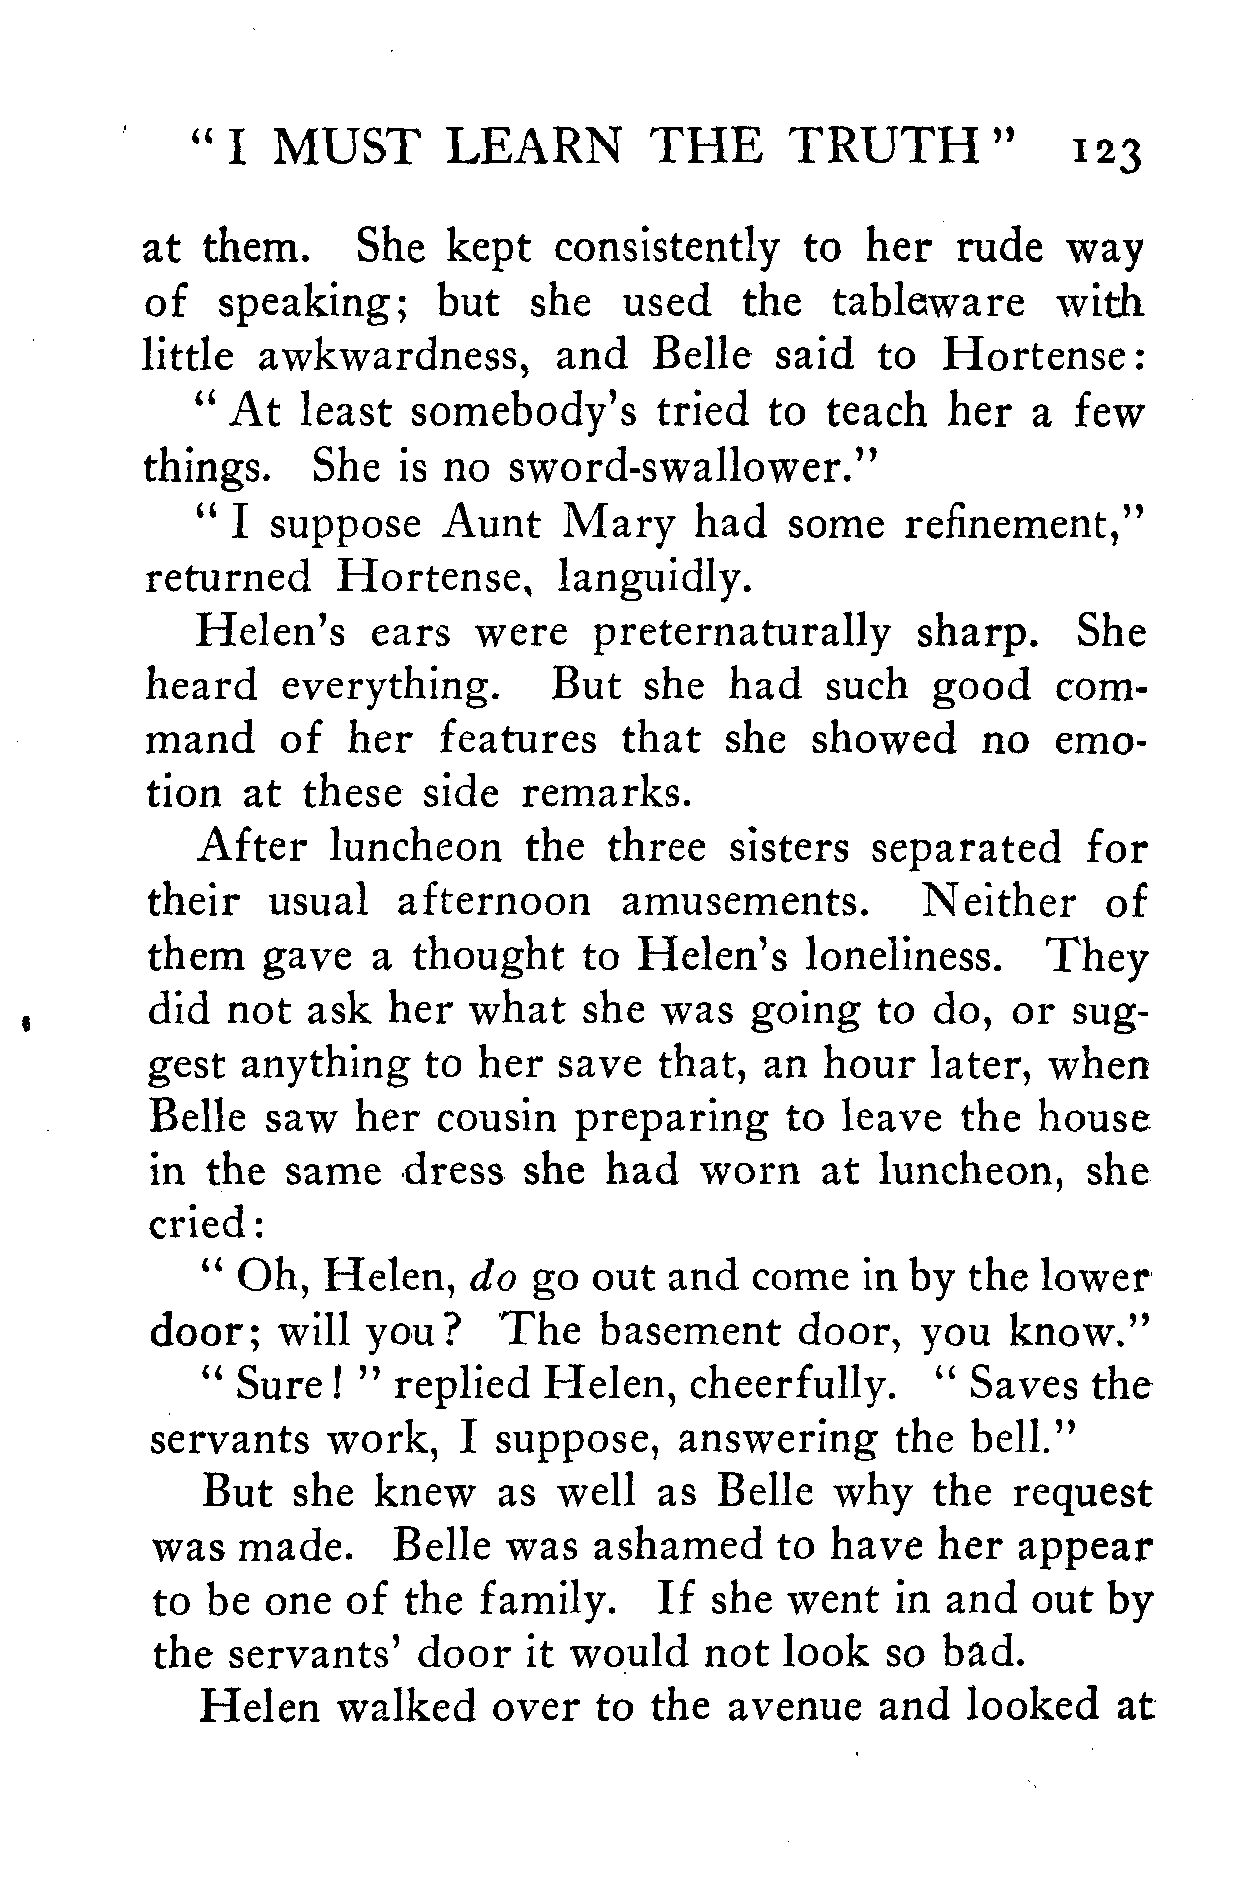 " I MUST LEARN THE TRUTH " 123
at them. She kept consistently to her rude way
of speaking; but she used the tableware with
little awkwardness, and Belle said to Hortense:
" At least somebody's tried to teach her a few
things. She is no sword-swallower."
" I suppose Aunt Mary had some refinement,"
returned Hortense, languidly.
Helen's ears were preternaturally sharp. She
heard everything. But she had such good com-
mand of her features that she showed no emo-
tion at these side remarks.
After luncheon the three sisters separated for
their usual afternoon amusements. Neither of
them gave a thought to Helen's loneliness. They
did not ask her what she was going to do, or sug-
gest anything to her save that, an hour later, when
Belle saw her cousin preparing to leave the house
in the same dress she had worn at luncheon, she
cried:
" Oh, Helen, do go out and come in by the lower
door; will you? The basement door, you know."
" Sure! " replied Helen, cheerfully. " Saves the
servants work, I suppose, answering the bell."
But she knew as well as Belle why the request
was made. Belle was ashamed to have her appear
to be one of the family. If she went in and out by
the servants' door it would not look so bad.
Helen walked over to the avenue and looked at